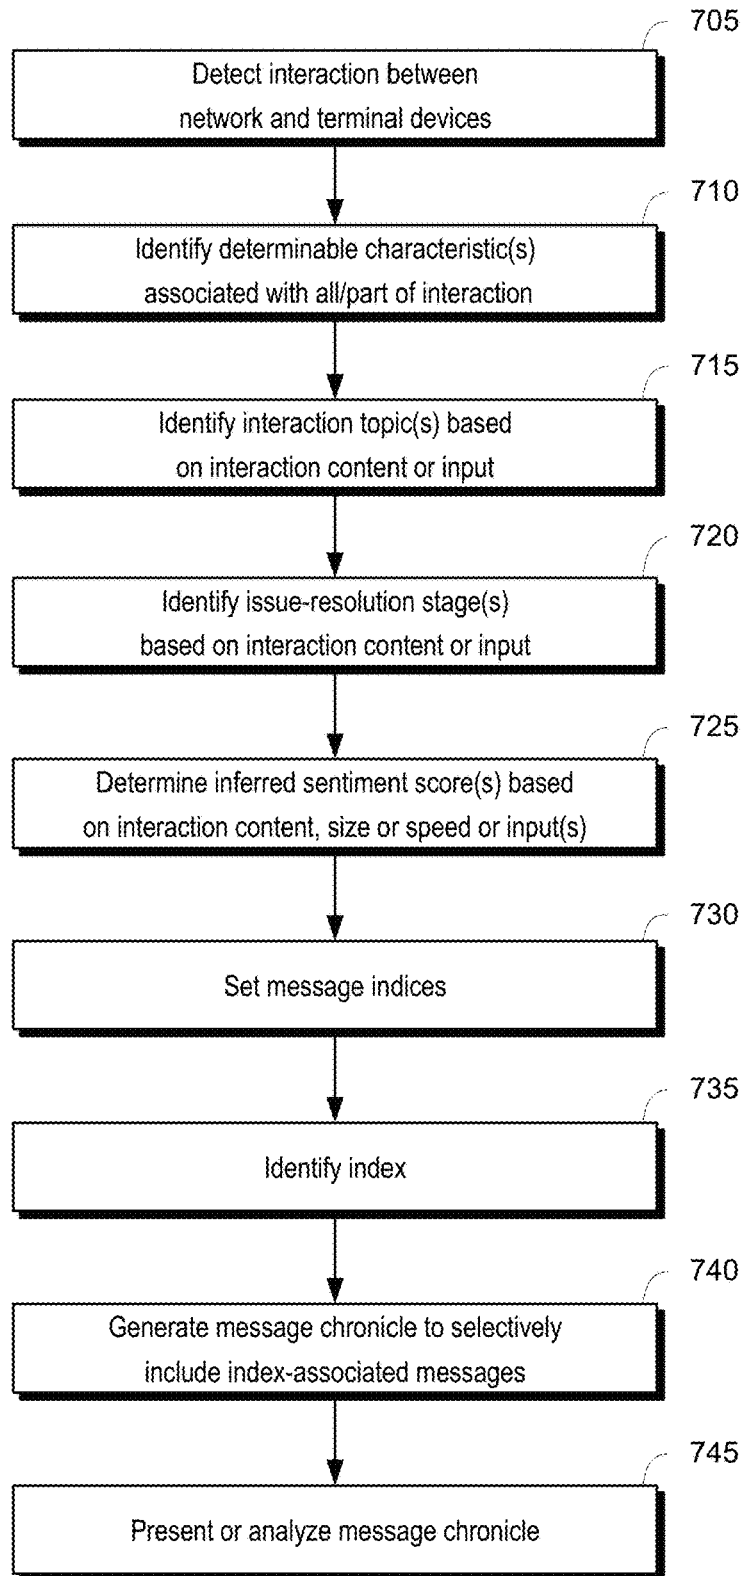 705
Detect interaction between
network and terminal devices
710
Identify determinable characteristic(s)
associated with all/part of interaction
715
Identify interaction topic(s) based
on interaction content or input
720
Identify issue-resolution stage(s)
based on interaction content or input
725
Determine inferred sentiment score(s) based
on interaction content, size or speed or input(s)
730
Set message indices
735
Identify index
740
Generate message chronicle to selectively
include index-associated messages
745
Present or analyze message chronicle